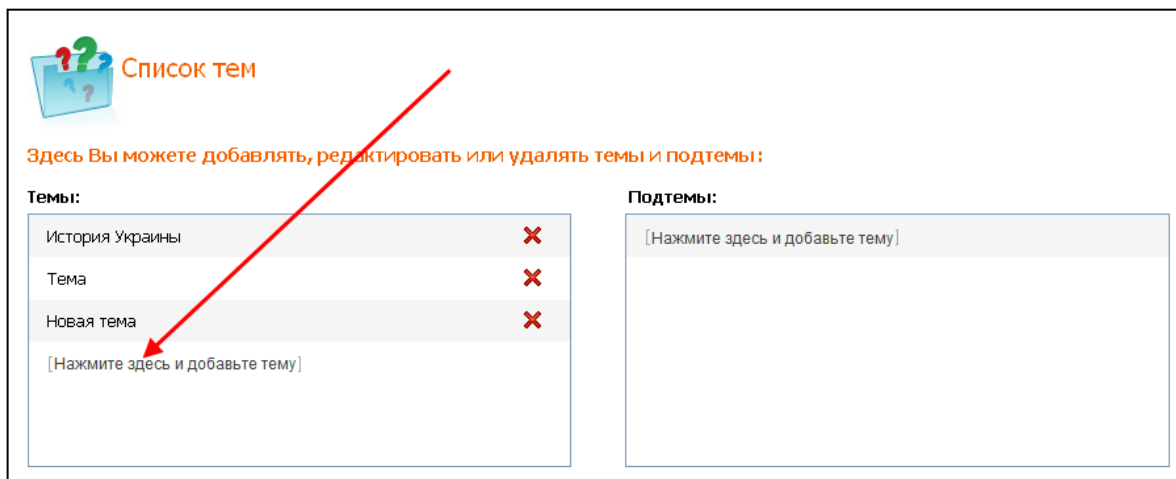 Список тем
Здесь Вы можете добавлять, редактировать или удалять темы и подтемы:
Темы:
История Украины
Тема
Новая тема
[Нажмите здесь и добавьте тему]
Подтемы:
[Нажмите здесь и добавьте тему]